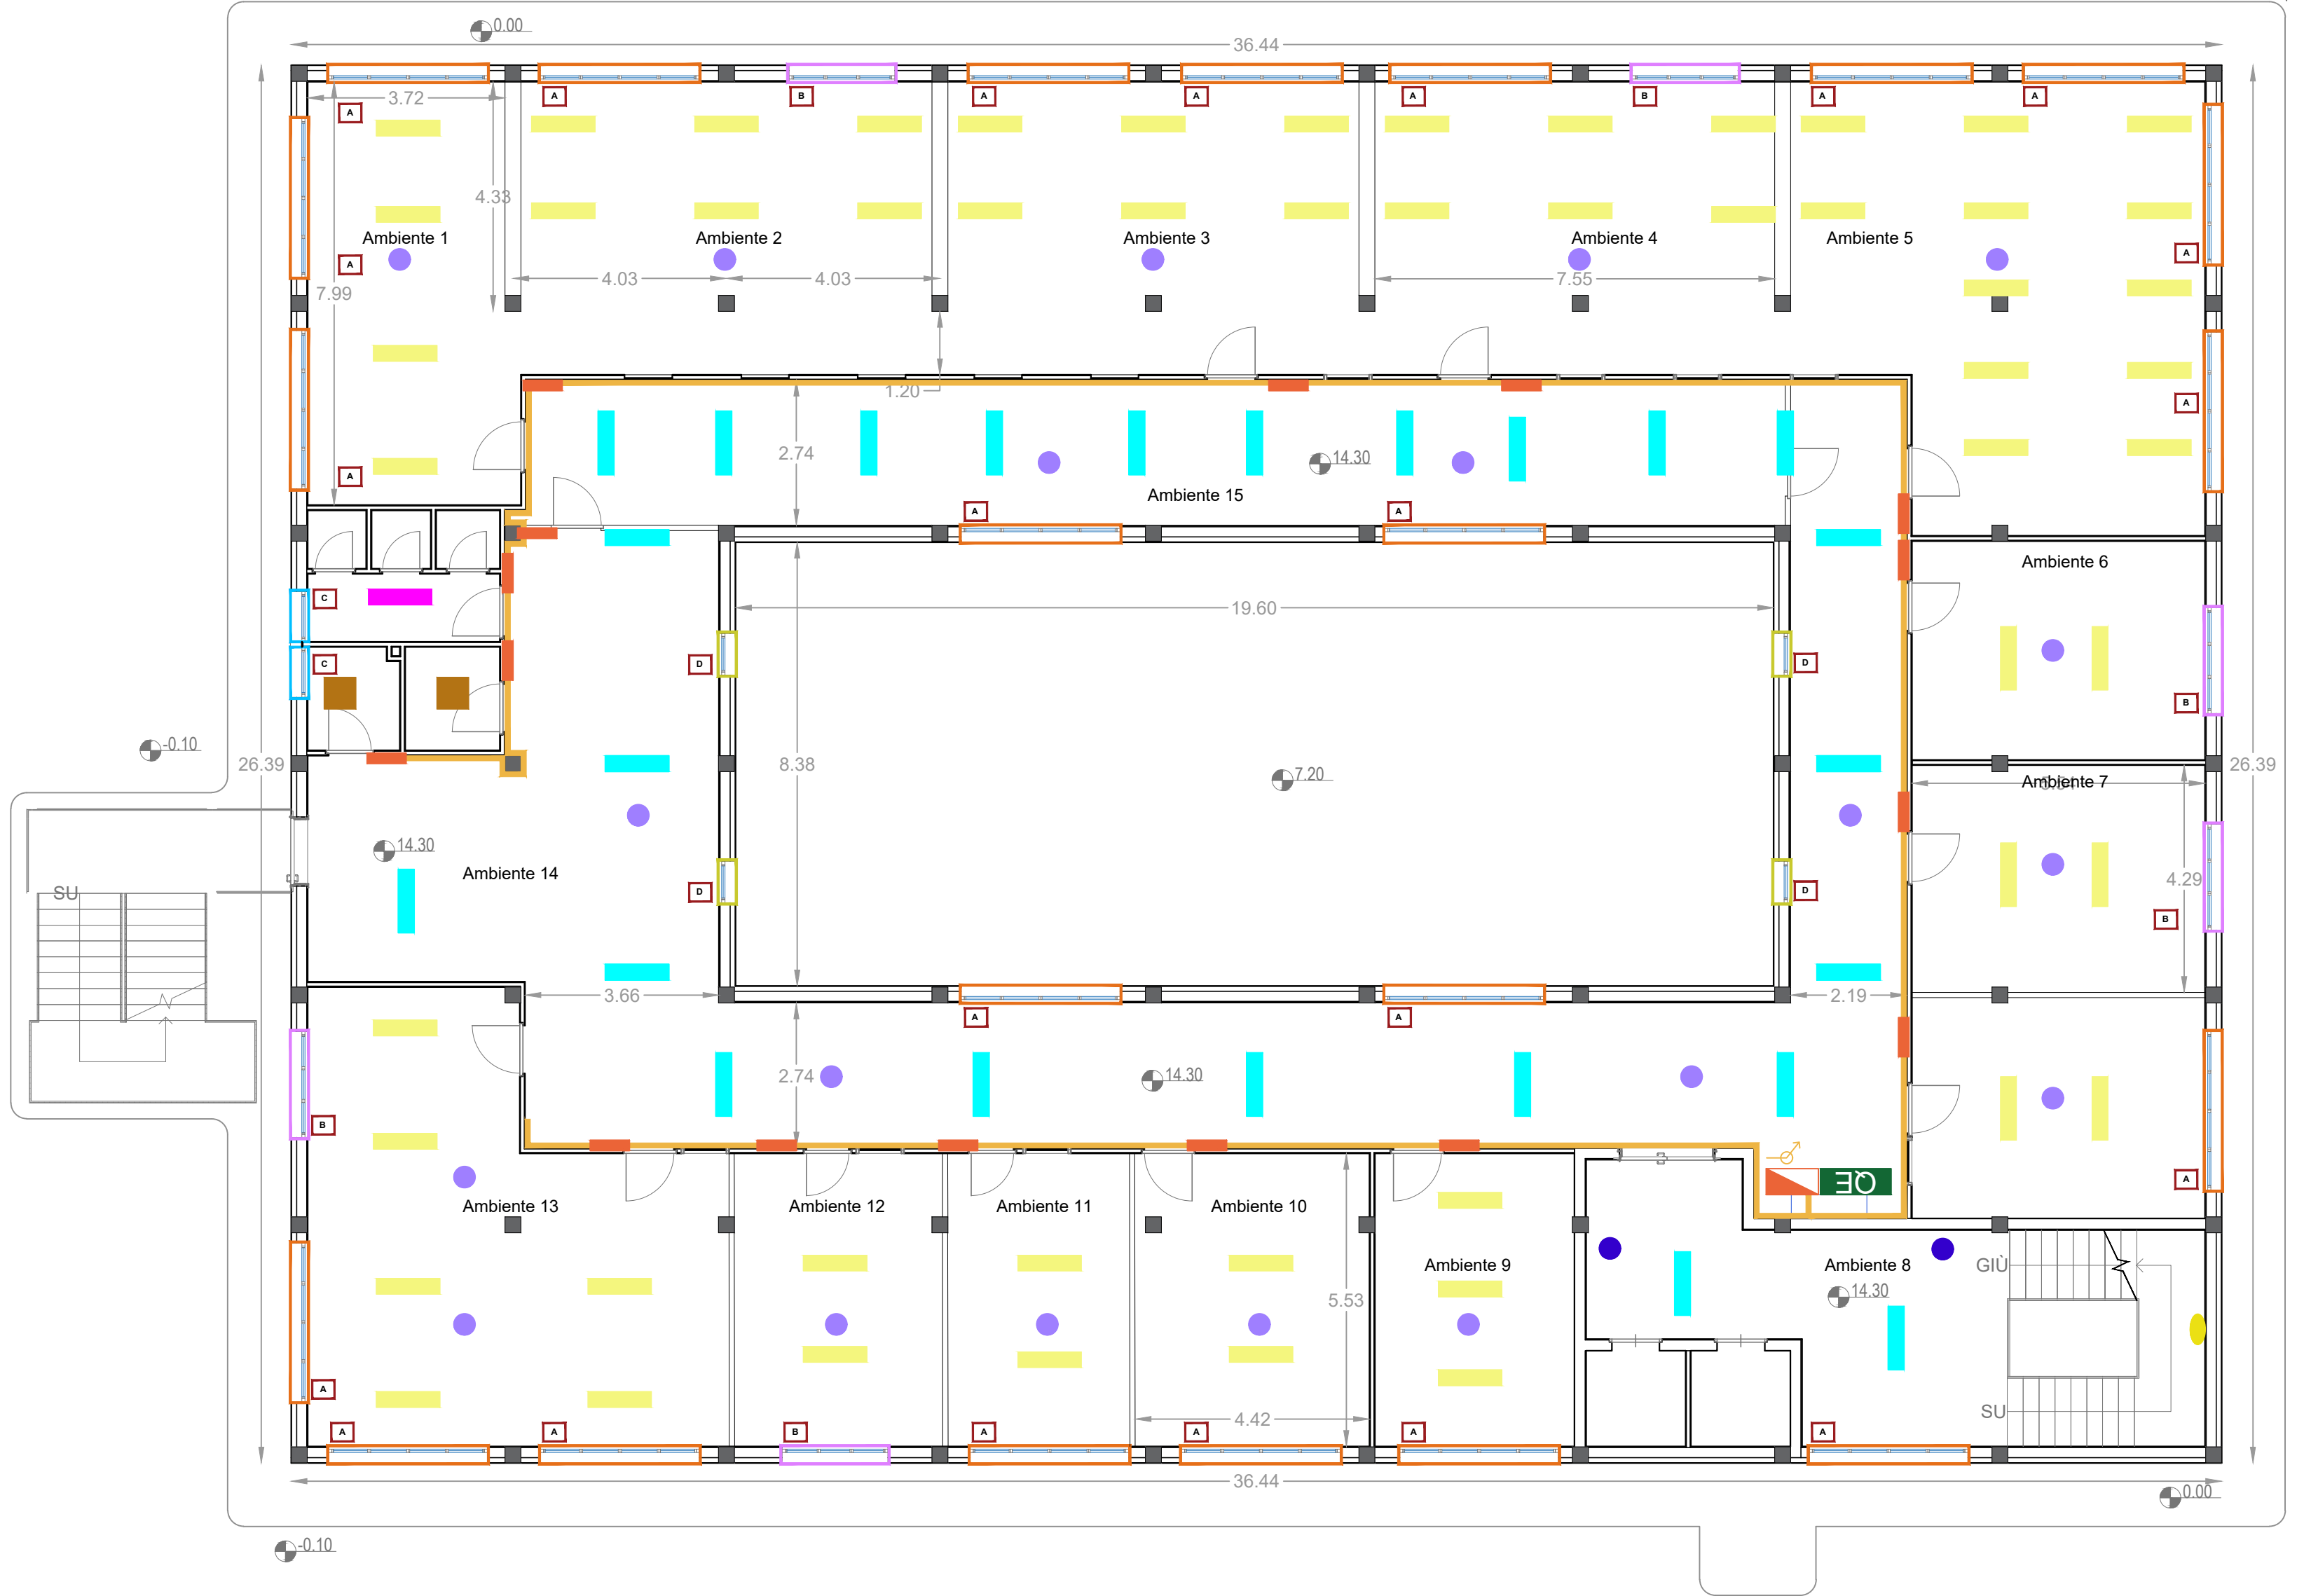 0.00
36.44
A
B
A
A
A
B
A
A
3.72
A
4.33
Ambiente 1
Ambiente 2
Ambiente 3
Ambiente 4
Ambiente 5
A
A
4.03
4.03
7.55
7.99
1.20
A
A
2.74
14.30
Ambiente 15
A
A
Ambiente 6
C
19.60
C
D
D
B
-0.10
26.39
8.38
7.20
26.39
Ambiente 7
14.30
Ambiente 14
4.29
SU
D
D
B
3.66
2.19
A
A
2.74
14.30
B
QE
A
Ambiente 13
Ambiente 12
Ambiente 11
Ambiente 10
Ambiente 9
Ambiente 8
GIÙ
14.30
5.53
A
4.42
SU
A
A
B
A
A
A
36.44
0.00
-0.10